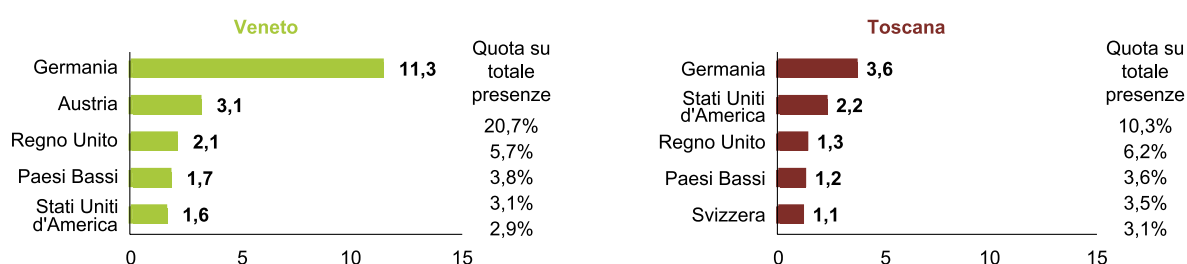 Veneto
Quota su
totale
presenze
Germania 11,3
20,7%
Austria 3,1
5,7%
Regno Unito 2,1
3,8%
Paesi Bassi 1,7
3,1%
Stati Uniti
d'America 1,6
2,9%
0 5 10 15
Toscana
Quota su
totale
presenze
Germania 3,6
10,3%
Stati Uniti
d'America 2,2
6,2%
Regno Unito 1,3
3,6%
Paesi Bassi 1,2
3,5%
Svizzera 1,1
3,1%
0 5 10 15